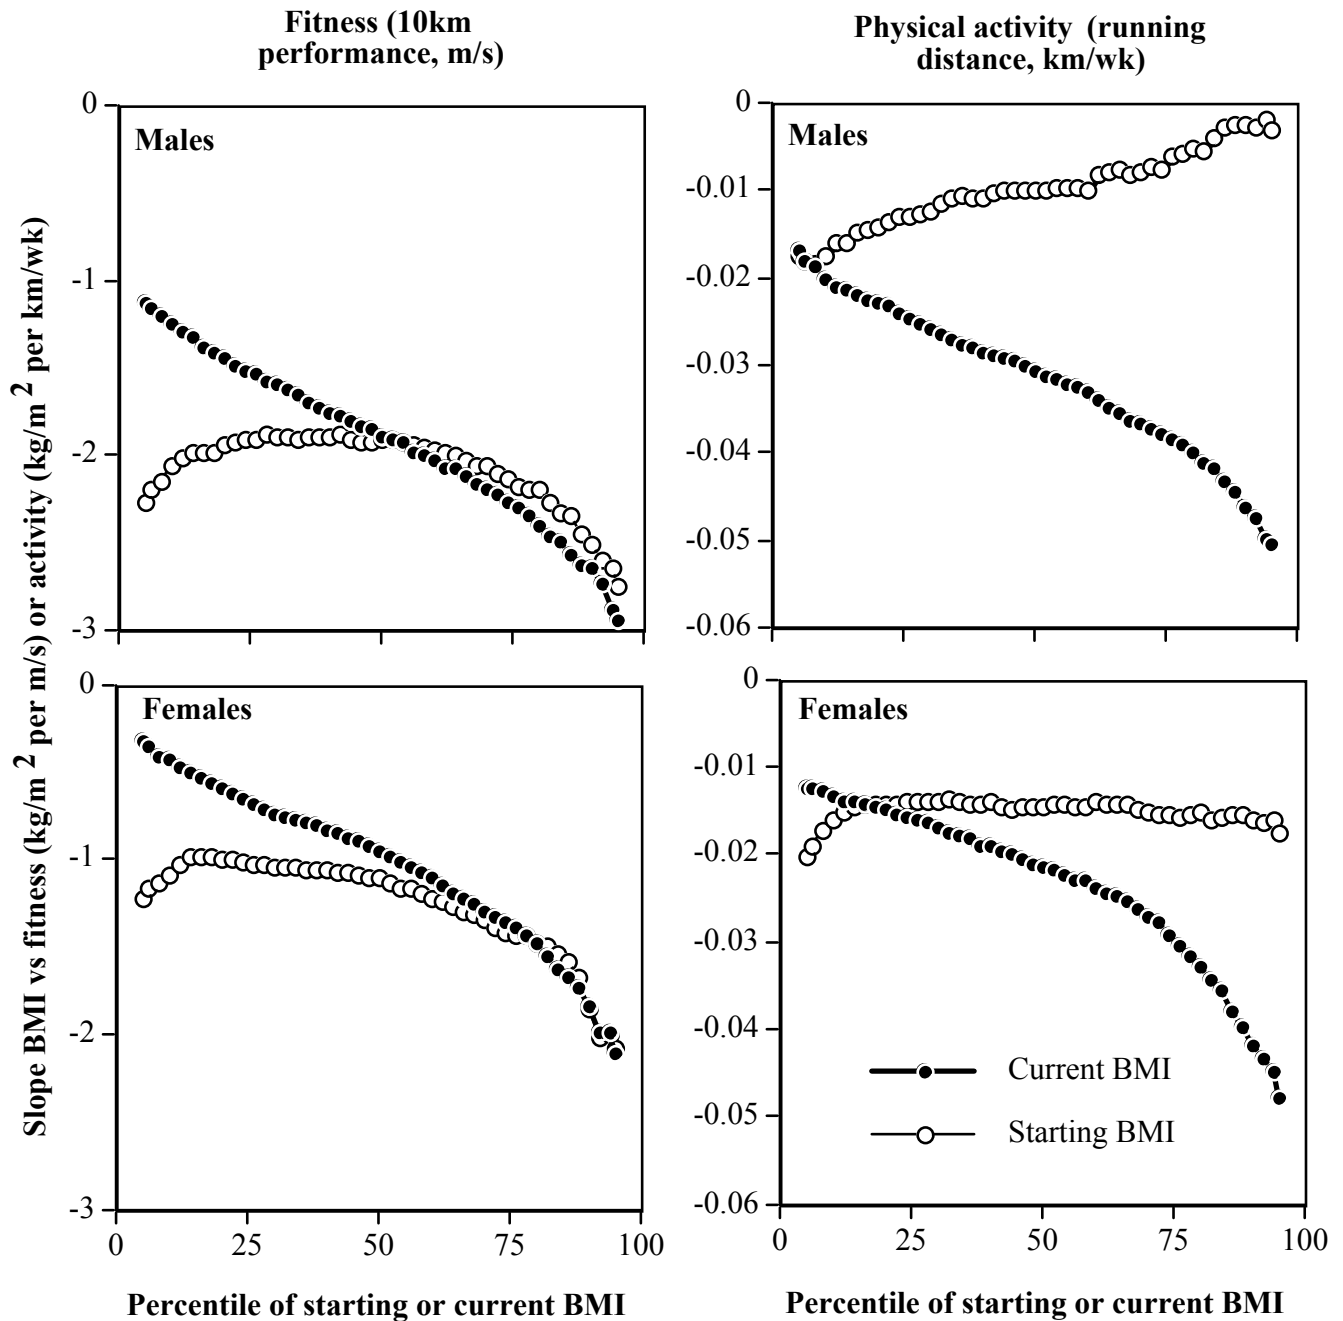 Fitness (10km
performance, m/s)
Physical activity (running
distance, km/wk)
Slope BMI vs fitness (kg/m² per m/s) or activity (kg/m² per km/wk)
0
-1
-2
-3
Males
0
-0.01
-0.02
-0.03
-0.04
-0.05
-0.06
Males
0
-1
-2
-3
Females
0
25
50
75
100
Percentile of starting or current BMI
0
-0.01
-0.02
-0.03
-0.04
-0.05
-0.06
Females
Current BMI
Starting BMI
0
25
50
75
100
Percentile of starting or current BMI